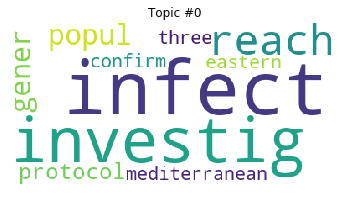 Topic #0
popul three reach
gener confirm eastern
infect
investig
protocol mediterranean